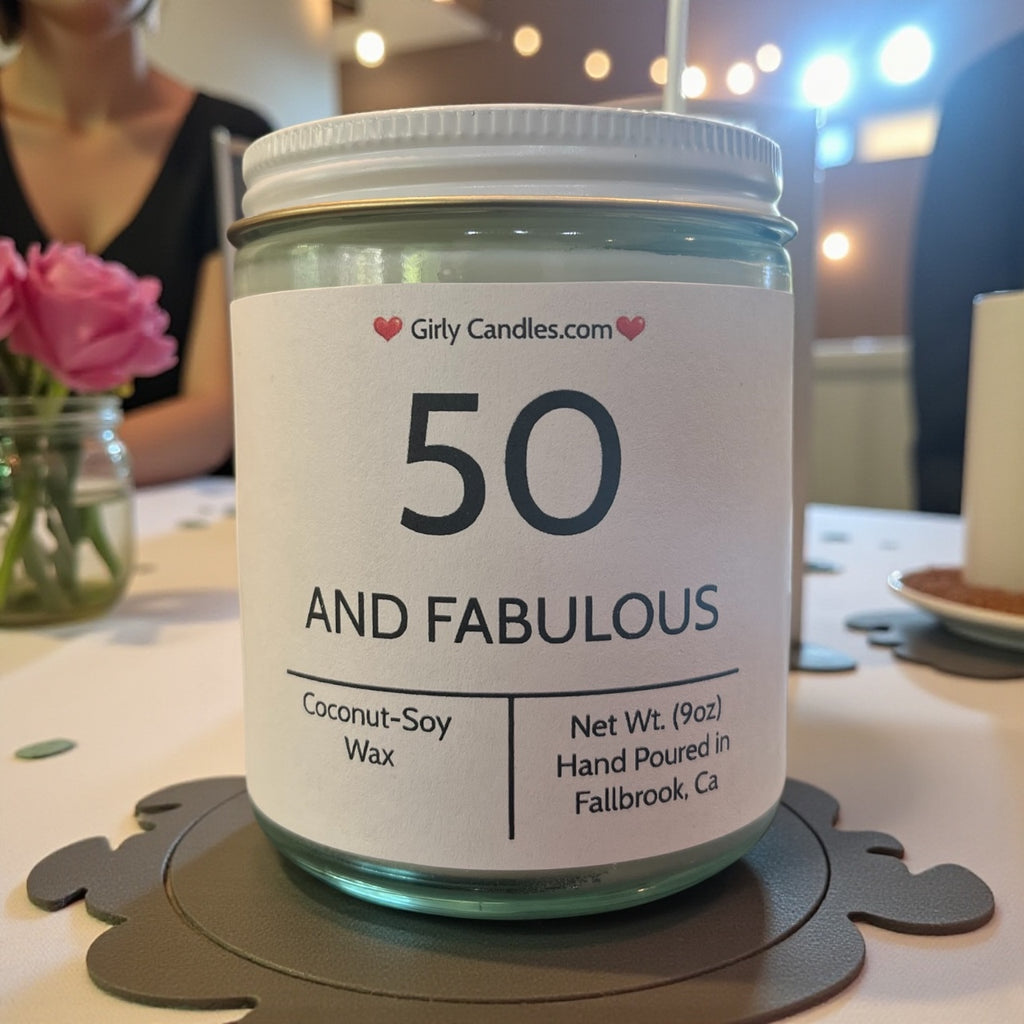 ❤️ Girly Candles.com ❤️
50
AND FABULOUS
Coconut-Soy
Wax
Net Wt. (9oz)
Hand Poured in
Fallbrook, Ca